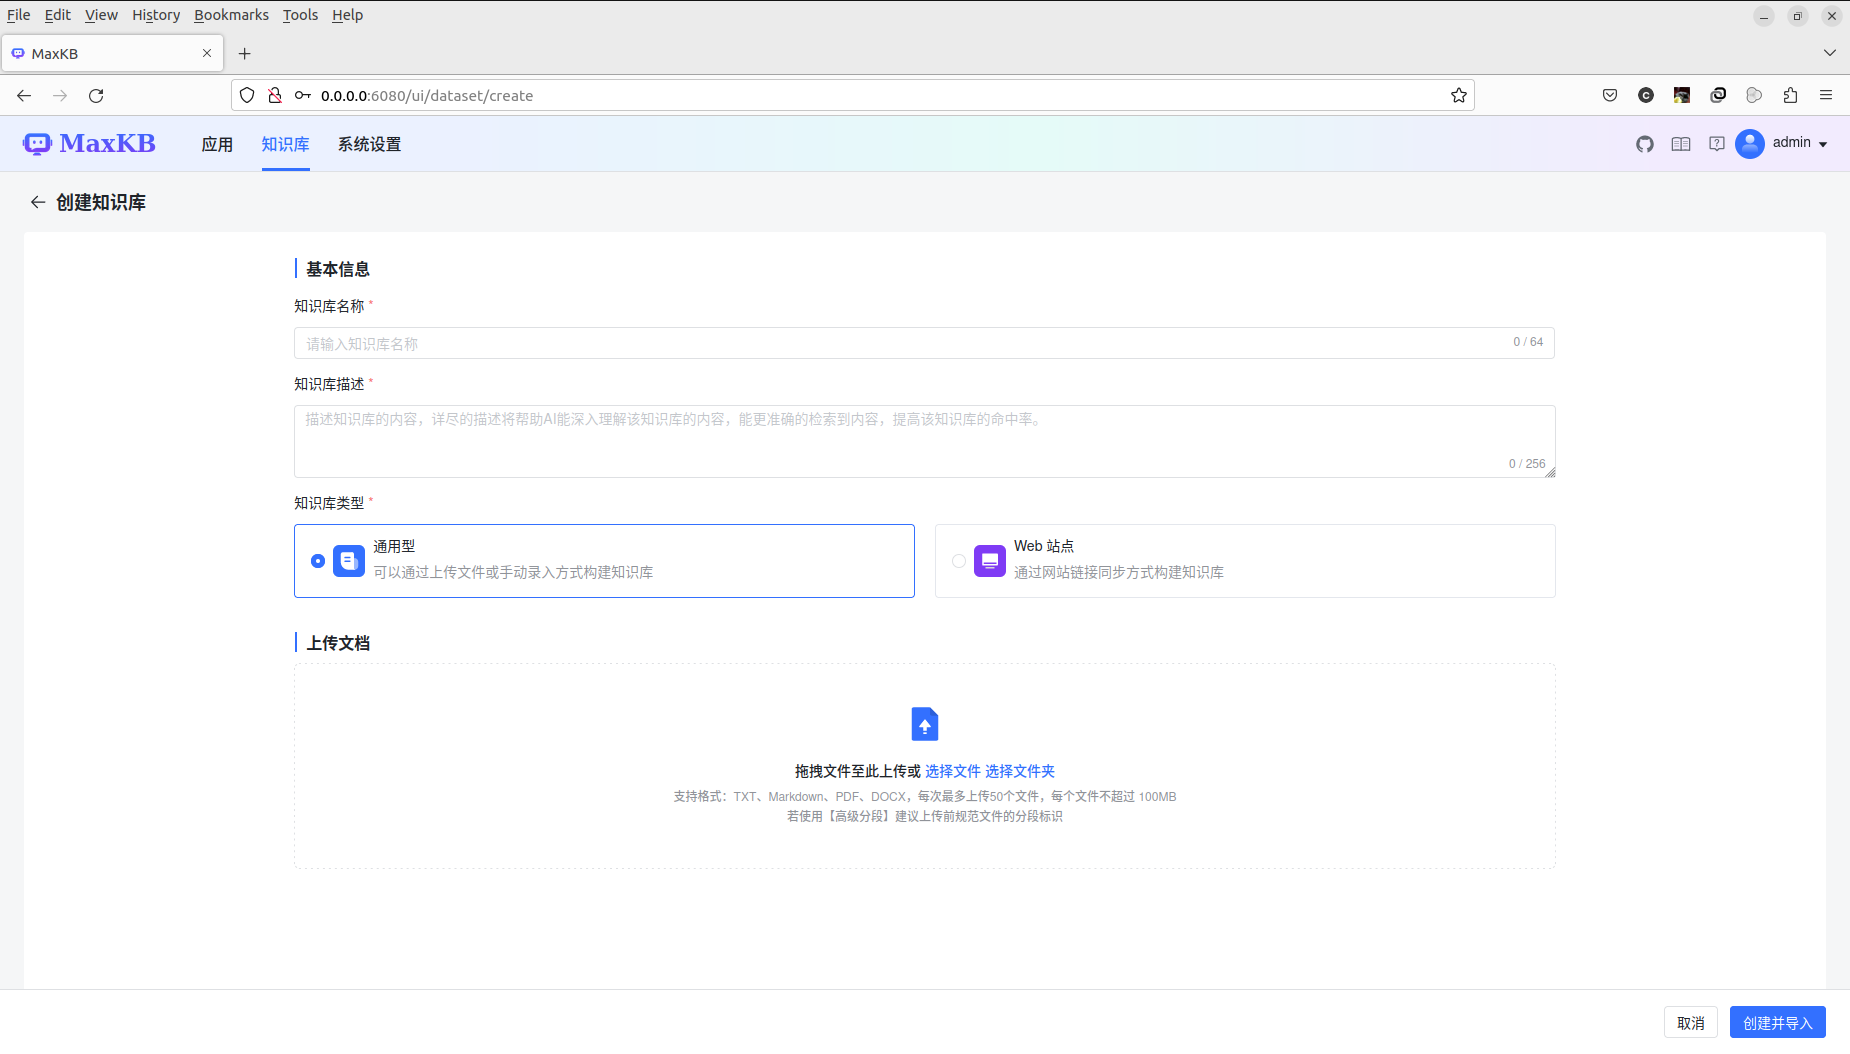 File Edit View History Bookmarks Tools Help
MaxKB
0.0.0.0:6080/ui/dataset/create
MaxKB 应用 知识库 系统设置 admin
创建知识库
基本信息
知识库名称 *
请输入知识库名称 0 / 64
知识库描述 *
描述知识库的内容，详尽的描述将帮助AI能深入理解该知识库的内容，能更准确的检索到内容，提高该知识库的命中率。
0 / 256
知识库类型 *
通用型
可以通过上传文件或手动录入方式构建知识库
Web 站点
通过网站链接同步方式构建知识库
上传文档
拖拽文件至此上传或 选择文件 选择文件夹
支持格式：TXT、Markdown、PDF、DOCX，每次最多上传50个文件，每个文件不超过 100MB
若使用【高级分段】建议上传前规范文件的分段标识
取消 创建并导入